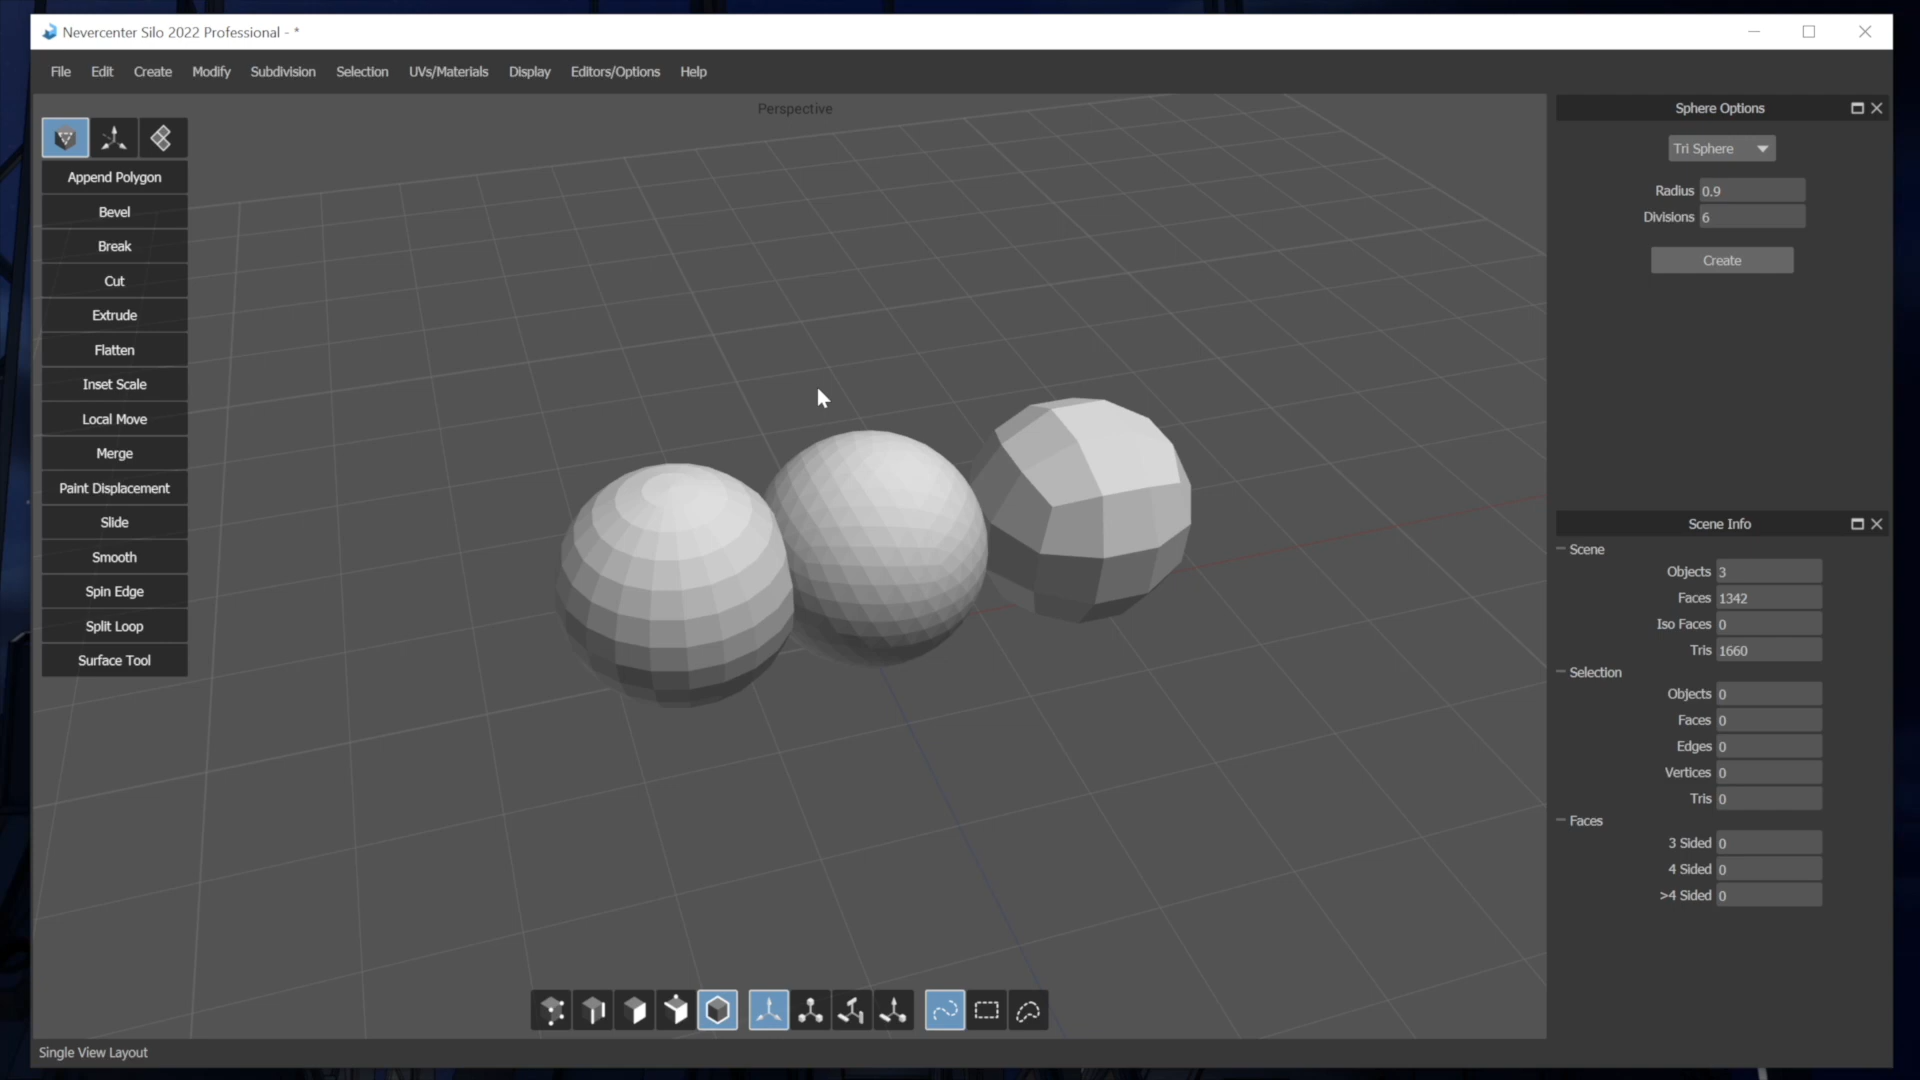 Nevercenter Silo 2022 Professional - *
File Edit Create Modify Subdivision Selection UVs/Materials Display Editors/Options Help
Perspective
Append Polygon
Bevel
Break
Cut
Extrude
Flatten
Inset Scale
Local Move
Merge
Paint Displacement
Slide
Smooth
Spin Edge
Split Loop
Surface Tool
Sphere Options
Tri Sphere
Radius 0.9
Divisions 6
Create
Scene Info
Scene
Objects 3
Faces 1342
Iso Faces 0
Tris 1660
Selection
Objects 0
Faces 0
Edges 0
Vertices 0
Tris 0
Faces
3 Sided 0
4 Sided 0
>4 Sided 0
Single View Layout